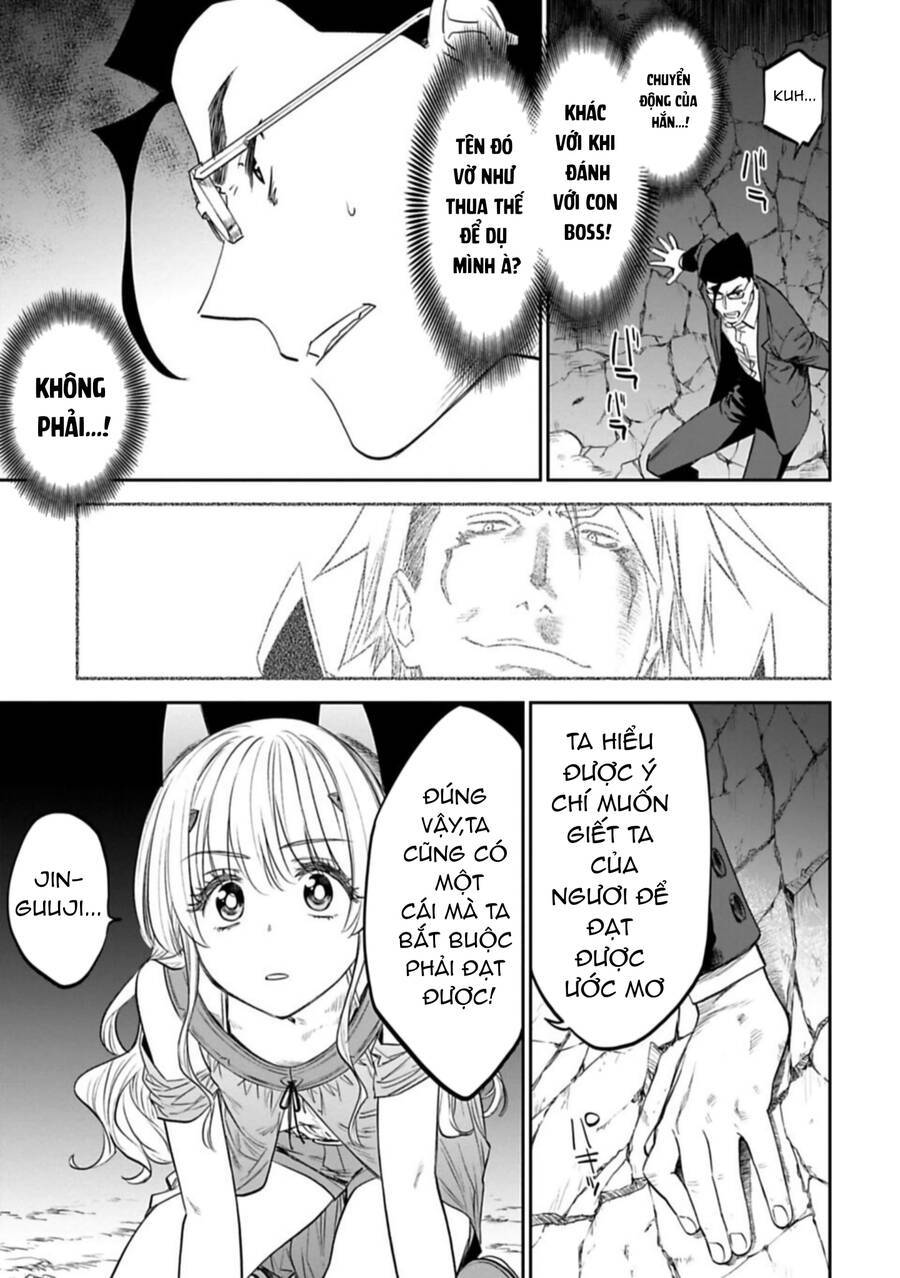 KUH...
CHUYỂN
ĐỘNG CỦA
HẮN...!
KHÁC
VỚI KHI
ĐÁNH
VỚI CON
BOSS!
TÊN ĐÓ
VỜ NHƯ
THUA THẾ
ĐỂ DỤ
MÌNH À?
KHÔNG
PHẢI...!
TA HIỂU
ĐƯỢC Ý
CHÍ MUỐN
GIẾT TA
CỦA
NGƯƠI ĐỂ
ĐẠT
ĐƯỢC
ƯỚC MƠ
ĐÚNG
VẬY,TA
CŨNG CÓ
MỘT
CÁI MÀ TA
BẮT BUỘC
PHẢI ĐẠT
ĐƯỢC!
JIN-
GUUJI...